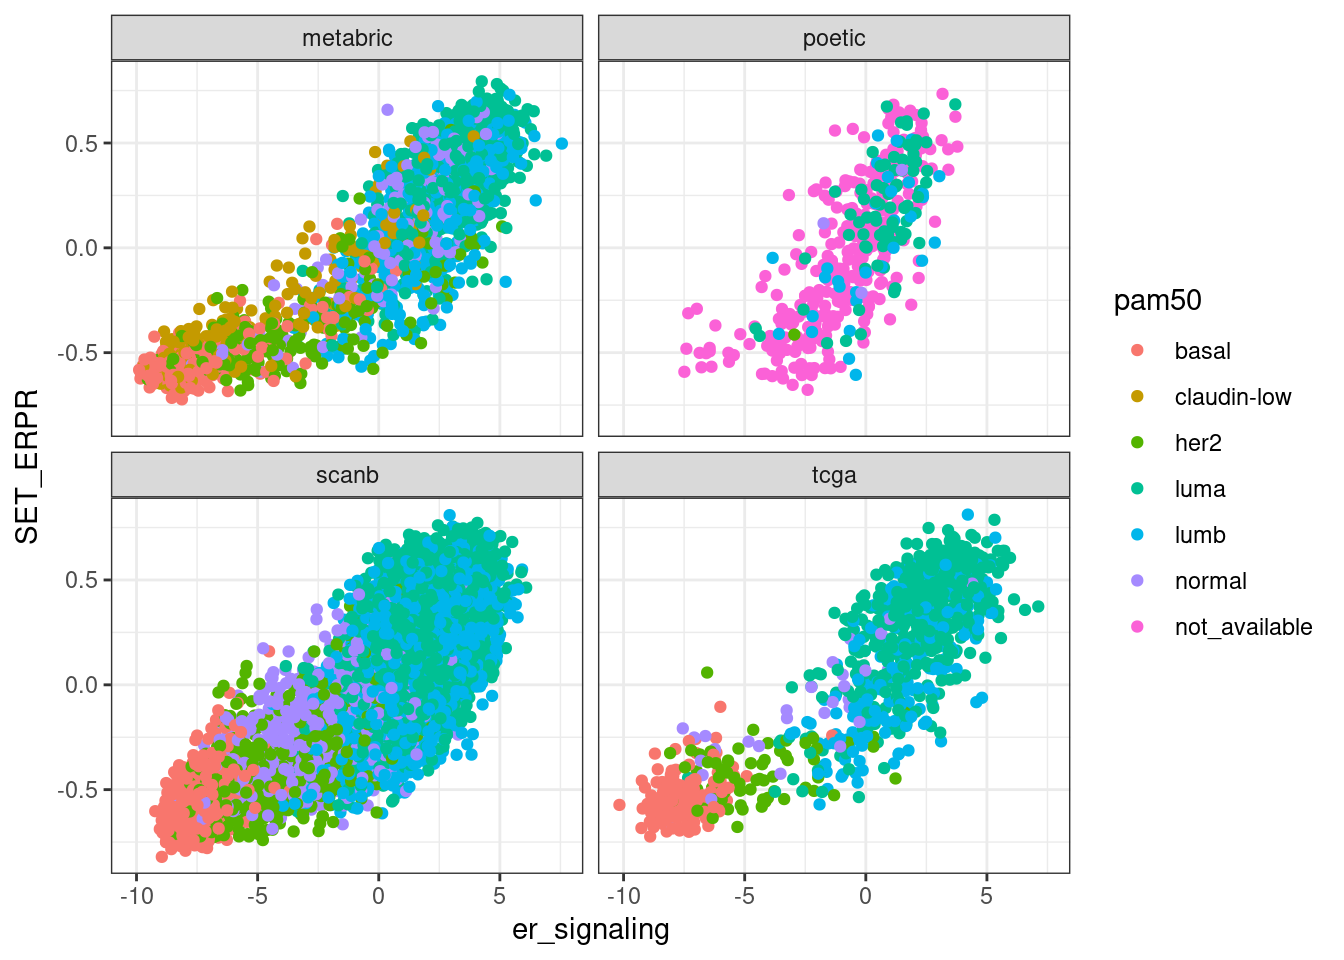 metabric
poetic
0.5
0.0
-0.5
scanb
tcga
0.5
0.0
-0.5
-10
-5
0
5
-10
-5
0
5
er_signaling
SET_ERPR
pam50
basal
claudin-low
her2
luma
lumb
normal
not_available